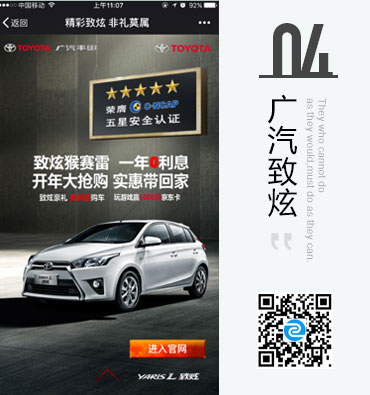 中国移动
上午11:07
92%
返回
精彩致炫 非礼莫属
TOYOTA 广汽丰田
TOYOTA
荣膺 C-NCAP
五星安全认证
致炫猴赛雷 一年0利息
开年大抢购 实惠带回家
致炫豪礼
购车
玩游戏赢
京东卡
进入官网
YARiS L 致炫
04
广汽致炫
They who cannot do
as they would,must do as they can.